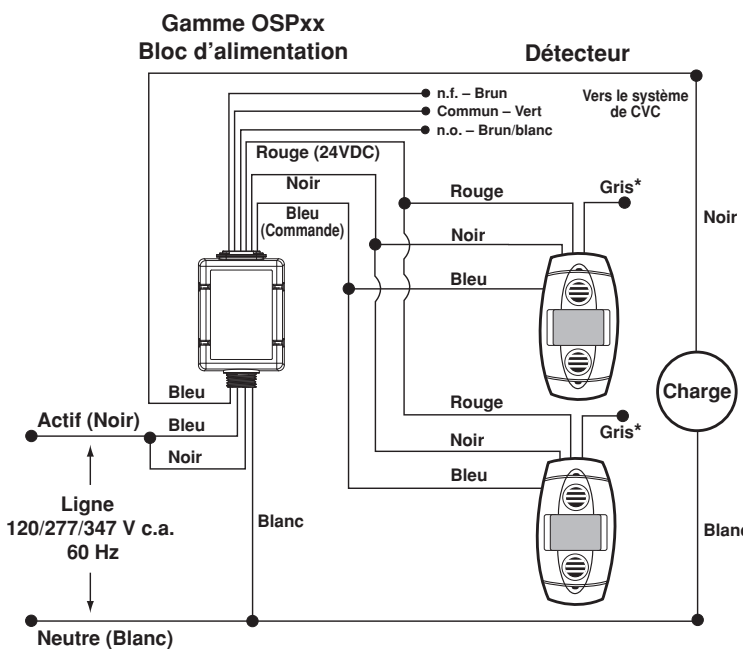 Gamme OSPxx
Bloc d'alimentation
Détecteur
n.f. – Brun
Commun – Vert
n.o. – Brun/blanc
Vers le système
de CVC
Rouge (24VDC)
Noir
Bleu
(Commande)
Rouge
Gris*
Noir
Noir
Bleu
Bleu
Actif (Noir)
Bleu
Noir
Rouge
Gris*
Noir
Bleu
Charge
Ligne
120/277/347 V c.a.
60 Hz
Blanc
Blanc
Neutre (Blanc)